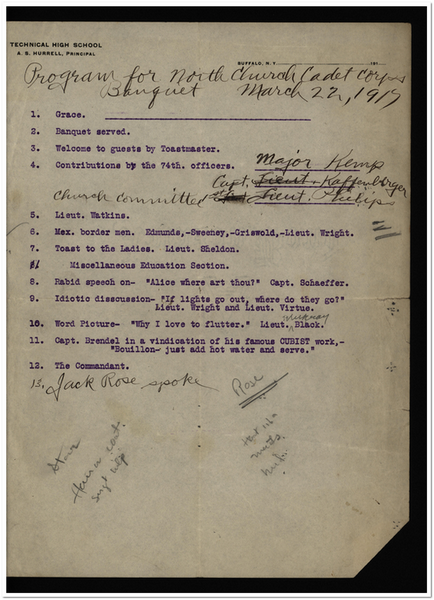 TECHNICAL HIGH SCHOOL
A. S. HURRELL, PRINCIPAL
BUFFALO, N. Y. 191
Program for North Church Cadet Corps
Banquet March 22, 1917
1. Grace.
2. Banquet served.
3. Welcome to guests by Toastmaster.
4. Contributions by the 74th. officers. Major Kemp
Capt. Lieut. Kaffenberger
Church committee 1st Lieut. Philips
5. Lieut. Watkins.
6. Mex. border men. Edmunds,-Sweeney,-Griswold,-Lieut. Wright.
7. Toast to the Ladies. Lieut. Sheldon.
Miscellaneous Education Section.
8. Rabid speech on- "Alice where art thou?" Capt. Schaeffer.
9. Idiotic disscussion- "If lights go out, where do they go?"
Lieut. Wright and Lieut. Virtue.
10. Word Picture- "Why I love to flutter." Lieut. Black.
11. Capt. Brendel in a vindication of his famous CUBIST work,-
"Bouillon- just add hot water and serve."
12. The Commandant.
13. Jack Rose spoke
Rose